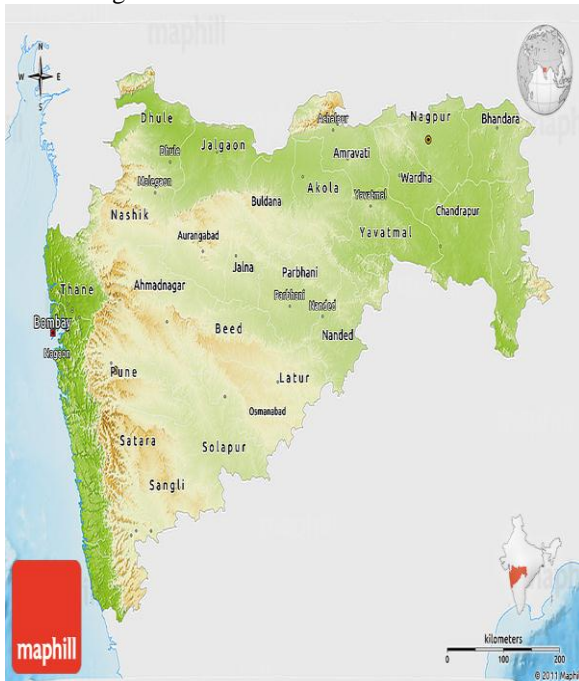 maphill
N
W E
S
Dhule
Dhule
Jalgaon
Malegaon
Nashik
Achalpur
Amravati
Nagpur
Bhandara
Akola
Wardha
Buldana
Yavatmal
Yavatmal
Chandrapur
Aurangabad
Jalna
Parbhani
Parbhani
Nanded
Nanded
Ahmadnagar
Thane
Bombay
Beed
Pune
Latur
Osmanabad
Satara
Solapur
Sangli
maphill
kilometers
0 100 200
© 2011 Maphi